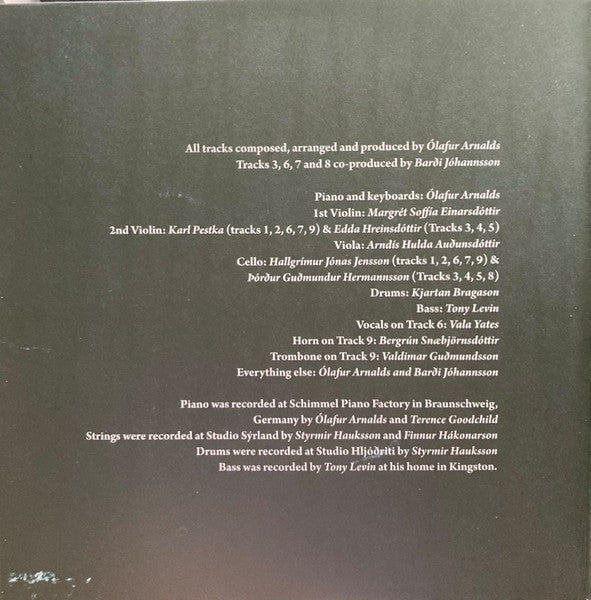 All tracks composed, arranged and produced by Ólafur Arnalds
Tracks 3, 6, 7 and 8 co-produced by Barði Jóhannsson
Piano and keyboards: Ólafur Arnalds
1st Violin: Margrét Soffía Einarsdóttir
2nd Violin: Karl Pestka (tracks 1, 2, 6, 7, 9) & Edda Hreinsdóttir (Tracks 3, 4, 5)
Viola: Arndís Hulda Auðunsdóttir
Cello: Hallgrímur Jónas Jensson (tracks 1, 2, 6, 7, 9) &
Þórður Guðmundur Hermannsson (Tracks 3, 4, 5, 8)
Drums: Kjartan Bragason
Bass: Tony Levin
Vocals on Track 6: Vala Yates
Horn on Track 9: Bergrún Snæbjörnsdóttir
Trombone on Track 9: Valdimar Guðmundsson
Everything else: Ólafur Arnalds and Barði Jóhannsson
Piano was recorded at Schimmel Piano Factory in Braunschweig,
Germany by Ólafur Arnalds and Terence Goodchild
Strings were recorded at Studio Sýrland by Styrmir Hauksson and Finnur Hákonarson
Drums were recorded at Studio Hljóðriti by Styrmir Hauksson
Bass was recorded by Tony Levin at his home in Kingston.